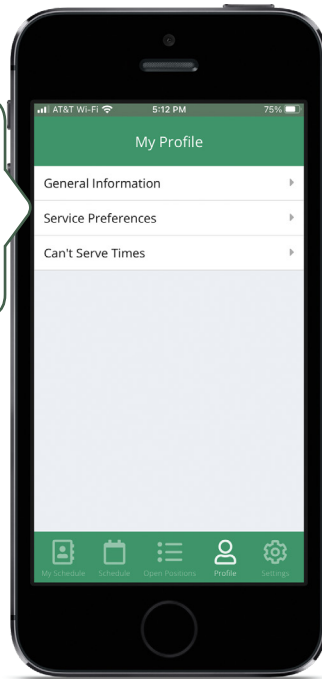 AT&T Wi-Fi 5:12 PM 75%
My Profile
General Information
Service Preferences
Can't Serve Times
My Schedule Schedule Open Positions Profile Settings